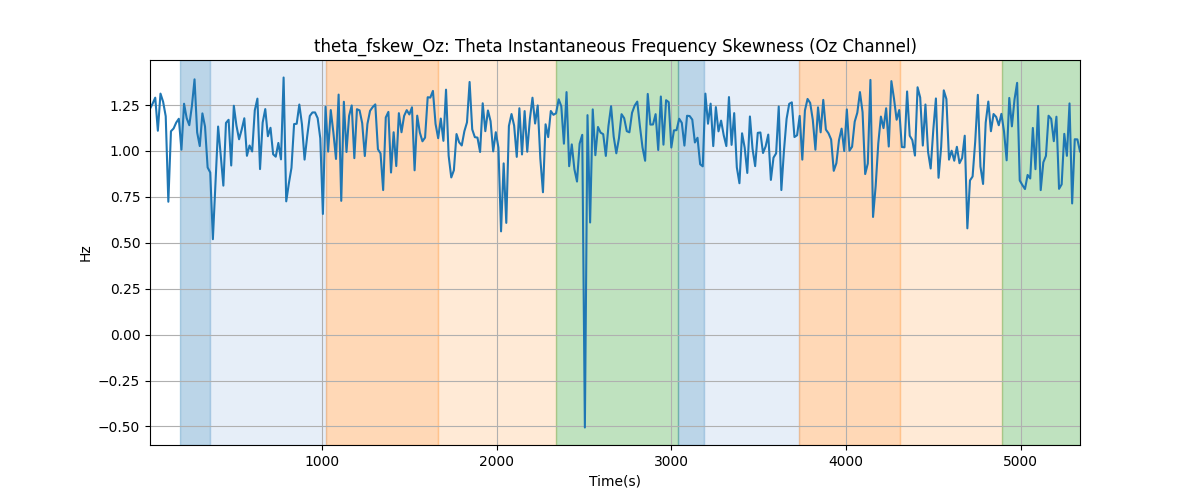 theta_fskew_Oz: Theta Instantaneous Frequency Skewness (Oz Channel)
1.25
1.00
0.75
0.50
0.25
0.00
−0.25
−0.50
Hz
1000 2000 3000 4000 5000
Time(s)